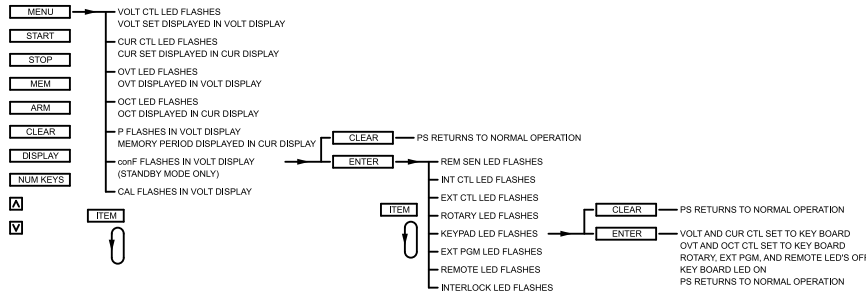 MENU
START
STOP
MEM
ARM
CLEAR
DISPLAY
NUM KEYS
VOLT CTL LED FLASHES
VOLT SET DISPLAYED IN VOLT DISPLAY
CUR CTL LED FLASHES
CUR SET DISPLAYED IN CUR DISPLAY
OVT LED FLASHES
OVT DISPLAYED IN VOLT DISPLAY
OCT LED FLASHES
OCT DISPLAYED IN CUR DISPLAY
P FLASHES IN VOLT DISPLAY
MEMORY PERIOD DISPLAYED IN CUR DISPLAY
conF FLASHES IN VOLT DISPLAY
(STANDBY MODE ONLY)
CAL FLASHES IN VOLT DISPLAY
ITEM
CLEAR
PS RETURNS TO NORMAL OPERATION
ENTER
REM SEN LED FLASHES
INT CTL LED FLASHES
EXT CTL LED FLASHES
ROTARY LED FLASHES
KEYPAD LED FLASHES
EXT PGM LED FLASHES
REMOTE LED FLASHES
INTERLOCK LED FLASHES
ITEM
CLEAR
PS RETURNS TO NORMAL OPERATION
ENTER
VOLT AND CUR CTL SET TO KEY BOARD
OVT AND OCT CTL SET TO KEY BOARD
ROTARY, EXT PGM, AND REMOTE LED'S OFF
KEY BOARD LED ON
PS RETURNS TO NORMAL OPERATION